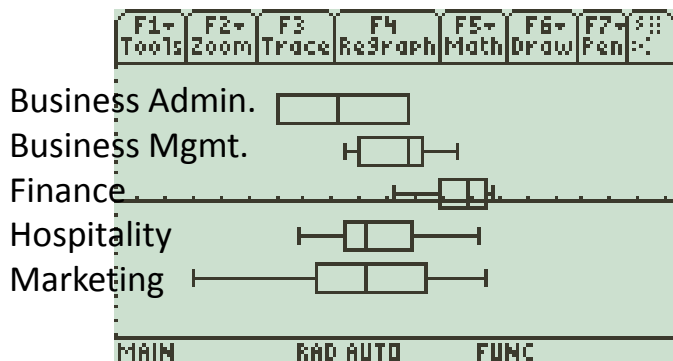 F1 F2 F3 F4 F5 F6 F7
Tools Zoom Trace ReGraph Math Draw Pen
Business Admin.
Business Mgmt.
Finance
Hospitality
Marketing
MAIN RAD AUTO FUNC